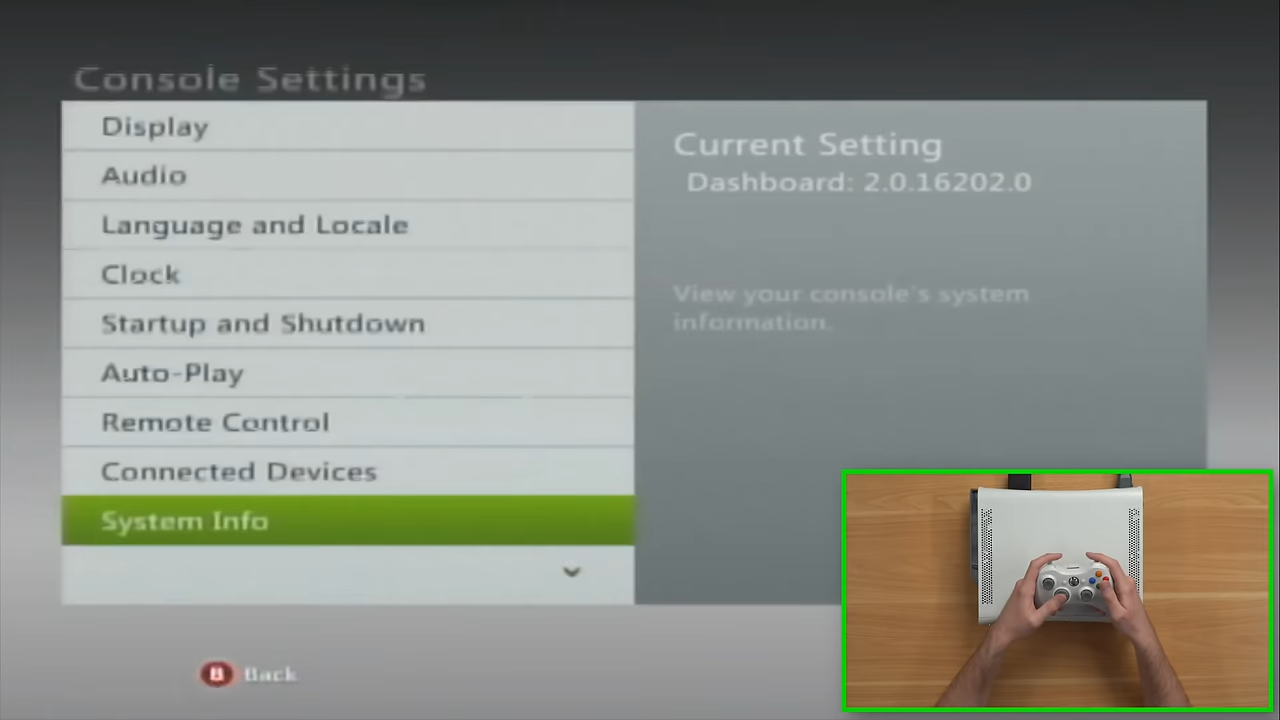 Console Settings
Display
Audio
Language and Locale
Clock
Startup and Shutdown
Auto-Play
Remote Control
Connected Devices
System Info
Current Setting
Dashboard: 2.0.16202.0
View your console's system
information.
B Back